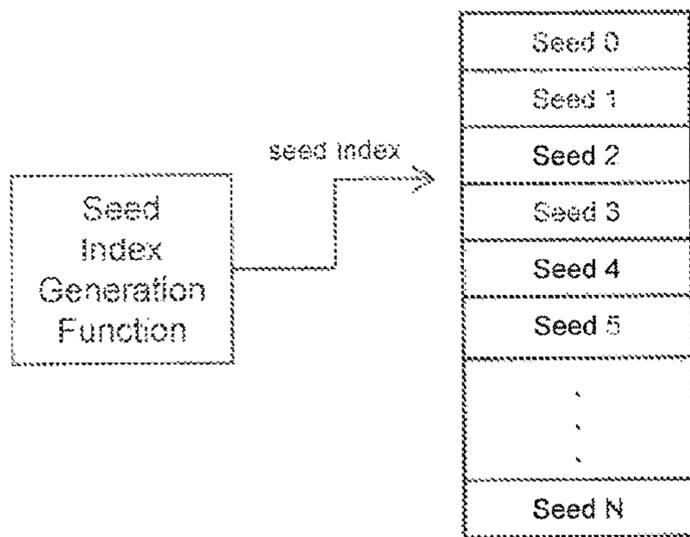 Seed 0
Seed 1
seed index
Seed 2
Seed
Index
Generation
Function
Seed 3
Seed 4
Seed 5
Seed N